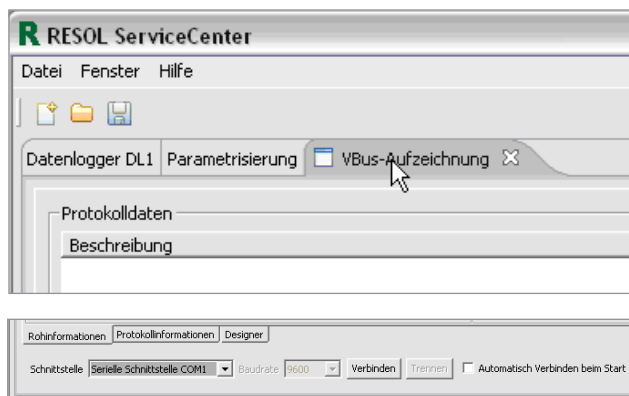 R RESOL ServiceCenter
Datei Fenster Hilfe
Datenlogger DL1 Parametrisierung VBus-Aufzeichnung
Protokolldaten
Beschreibung
Rohinformationen Protokollinformationen Designer
Schnittstelle Serielle Schnittstelle COM1 Baudrate 9600 Verbinden Trennen Automatisch Verbinden beim Start